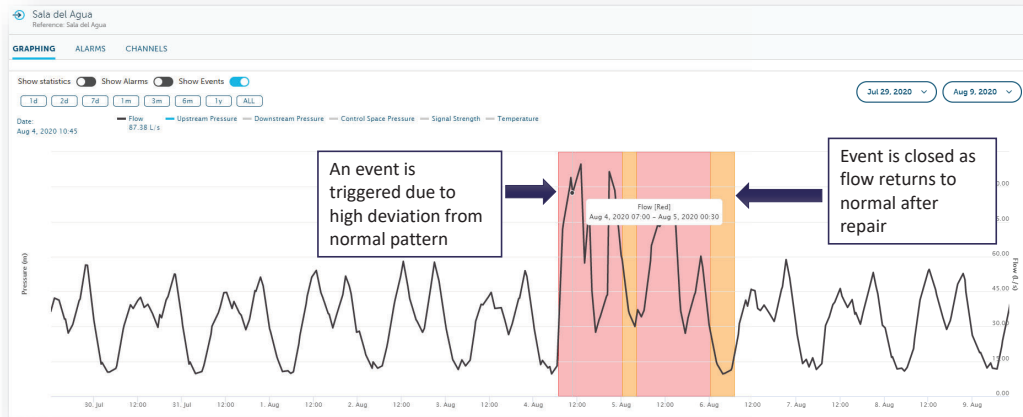 Sala del Agua
Reference: Sala del Agua
GRAPHING ALARMS CHANNELS
Show statistics Show Alarms Show Events
1d 2d 7d 1m 3m 6m 1y ALL
Jul 29, 2020 Aug 9, 2020
Date:
Aug 4, 2020 10:45
Flow
87.38 L/s
Upstream Pressure
Downstream Pressure
Control Space Pressure
Signal Strength
Temperature
An event is
triggered due to
high deviation from
normal pattern
Event is closed as
flow returns to
normal after
repair
Flow [Red]
Aug 4, 2020 07:00 – Aug 5, 2020 00:30
Pressure (m)
60.00
45.00
30.00
15.00
0.00
Flow (L/s)
30. Jul 12:00 31. Jul 12:00 1. Aug 12:00 2. Aug 12:00 3. Aug 12:00 4. Aug 12:00 5. Aug 12:00 6. Aug 12:00 7. Aug 12:00 8. Aug 12:00 9. Aug